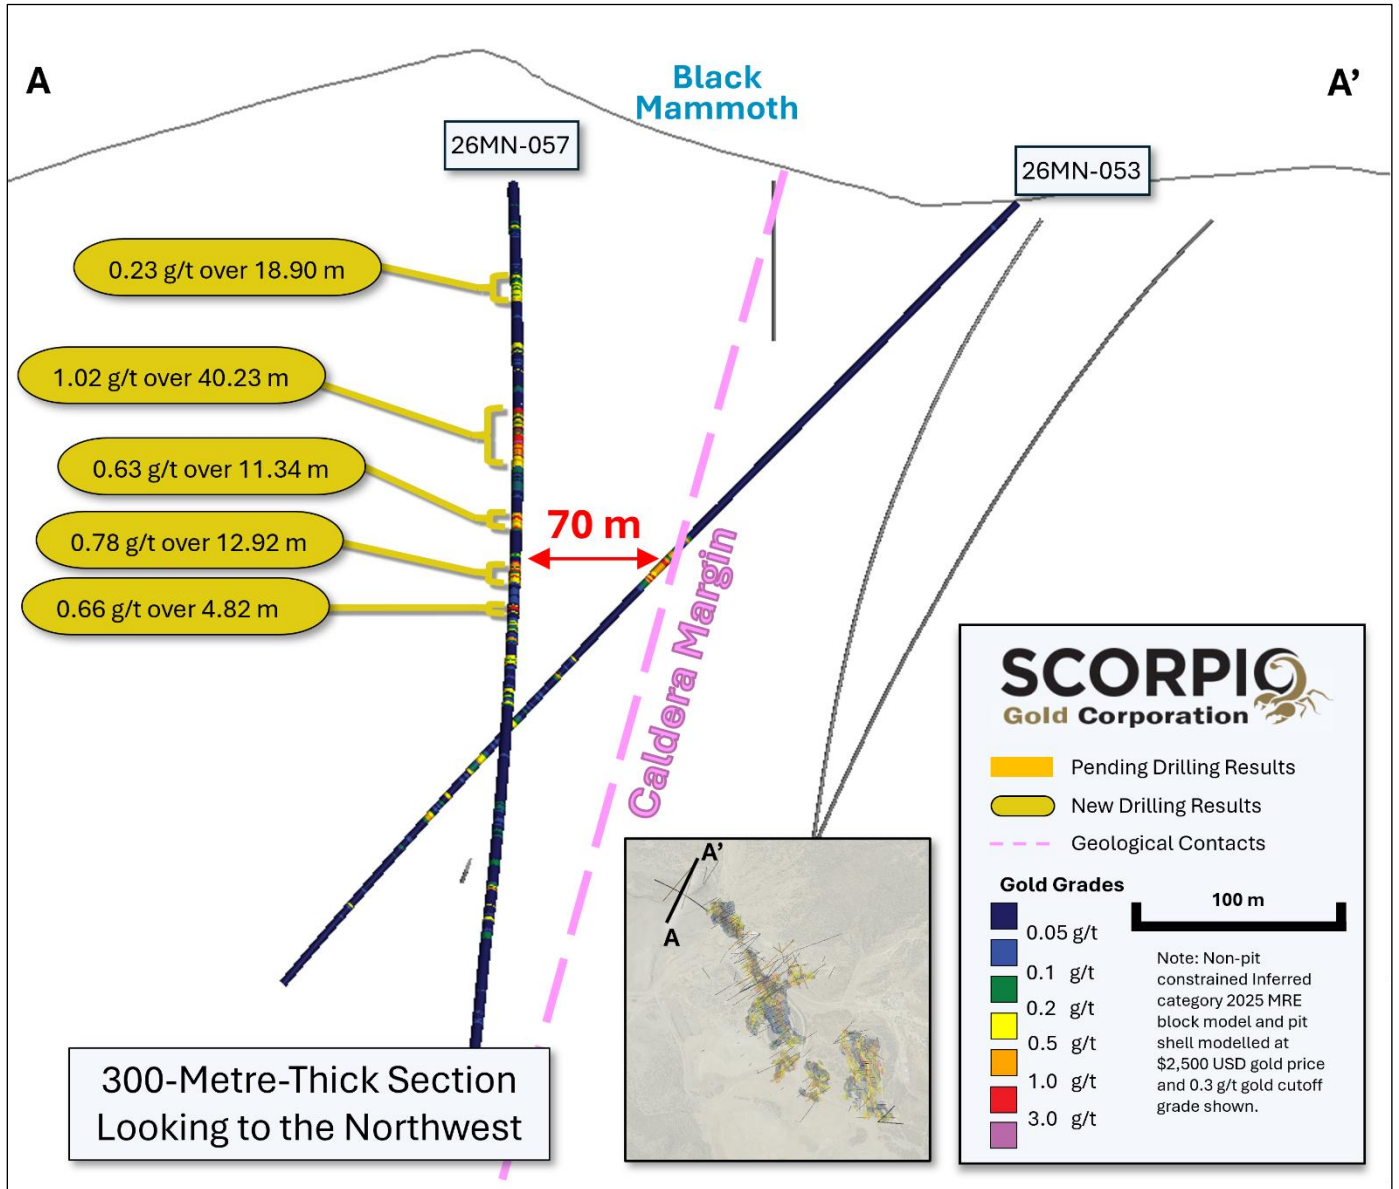 A
Black
Mammoth
A’
26MN-057
26MN-053
0.23 g/t over 18.90 m
1.02 g/t over 40.23 m
0.63 g/t over 11.34 m
70 m
0.78 g/t over 12.92 m
0.66 g/t over 4.82 m
Caldera Margin
SCORPIO
Gold Corporation
Pending Drilling Results
New Drilling Results
Geological Contacts
Gold Grades
0.05 g/t
0.1 g/t
0.2 g/t
0.5 g/t
1.0 g/t
3.0 g/t
100 m
Note: Non-pit
constrained Inferred
category 2025 MRE
block model and pit
shell modelled at
$2,500 USD gold price
and 0.3 g/t gold cutoff
grade shown.
A’
A
300-Metre-Thick Section
Looking to the Northwest